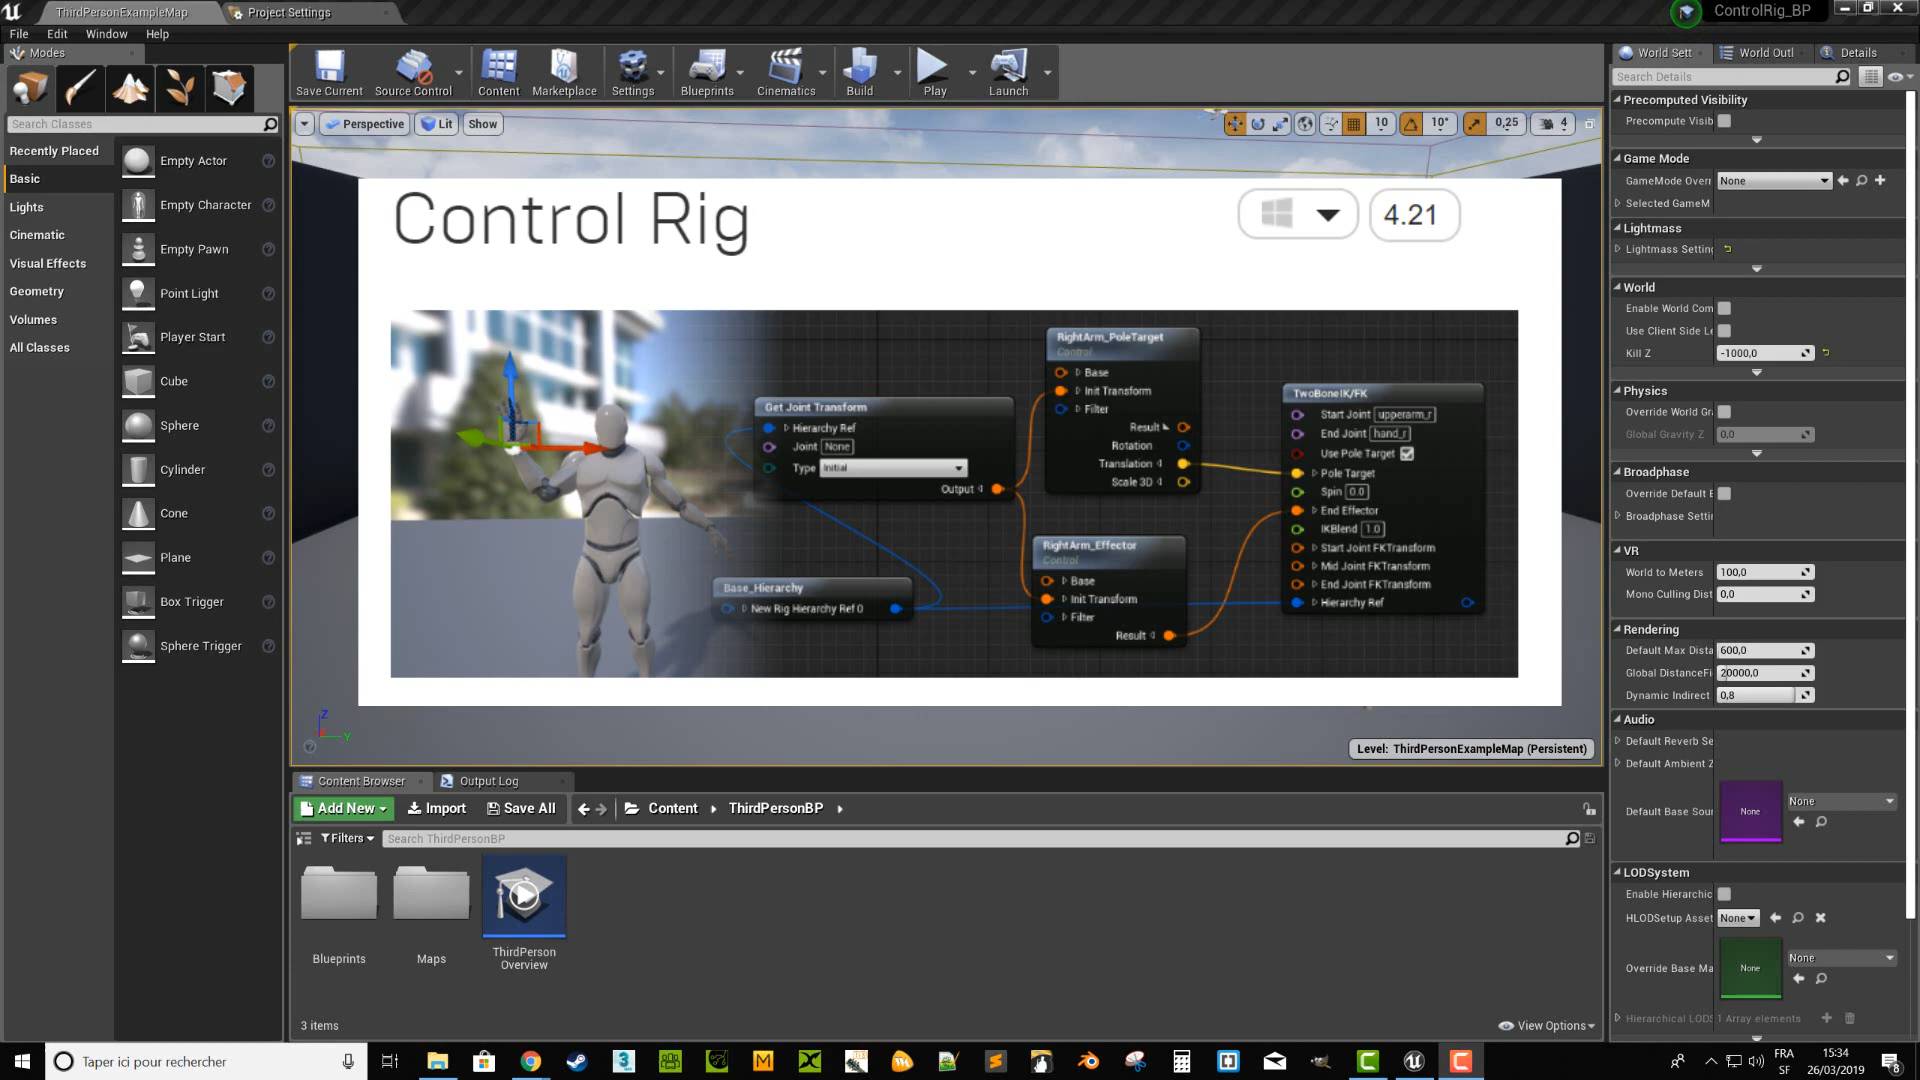 ThirdPersonExampleMap
Project Settings
ControlRig_BP
File Edit Window Help
Modes
Search Classes
Recently Placed
Basic
Lights
Cinematic
Visual Effects
Geometry
Volumes
All Classes
Empty Actor
Empty Character
Empty Pawn
Point Light
Player Start
Cube
Sphere
Cylinder
Cone
Plane
Box Trigger
Sphere Trigger
Save Current
Source Control
Content
Marketplace
Settings
Blueprints
Cinematics
Build
Play
Launch
Perspective
Lit
Show
10
10°
0,25
4
Control Rig
4.21
Get Joint Transform
Hierarchy Ref
Joint None
Type Initial
Output
Base_Hierarchy
New Rig Hierarchy Ref 0
RightArm_PoleTarget
Control
Base
Init Transform
Filter
Result
Rotation
Translation
Scale 3D
RightArm_Effector
Control
Base
Init Transform
Filter
Result
TwoBoneIK/FK
Start Joint upperarm_r
End Joint hand_r
Use Pole Target
Pole Target
Spin 0.0
End Effector
IKBlend 1.0
Start Joint FKTransform
Mid Joint FKTransform
End Joint FKTransform
Hierarchy Ref
Z
Y
Level: ThirdPersonExampleMap (Persistent)
Content Browser
Output Log
Add New
Import
Save All
Content
ThirdPersonBP
Filters
Search ThirdPersonBP
Blueprints
Maps
ThirdPerson
Overview
3 items
View Options
World Sett
World Outl
Details
Search Details
Precomputed Visibility
Precompute Visib
Game Mode
GameMode Overr None
Selected GameM
Lightmass
Lightmass Setting
World
Enable World Com
Use Client Side Le
Kill Z -1000,0
Physics
Override World Gr
Global Gravity Z 0,0
Broadphase
Override Default B
Broadphase Settin
VR
World to Meters 100,0
Mono Culling Dist 0,0
Rendering
Default Max Dista 600,0
Global DistanceFi 20000,0
Dynamic Indirect 0,8
Audio
Default Reverb Se
Default Ambient Z
Default Base Soun
None
None
LODSystem
Enable Hierarchic
HLODSetup Asset None
Override Base Ma
None
None
Hierarchical LODS 1 Array elements
Taper ici pour rechercher
FRA
SF
15:34
26/03/2019
8